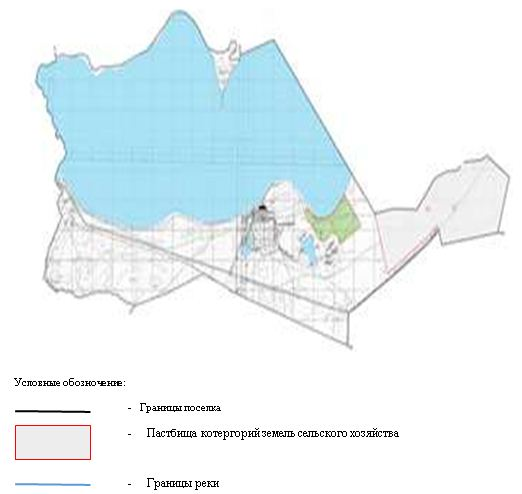 Условные обозначение:
- Границы поселка
- Пастбища котергорий земель сельского хозяйства
- Границы реки